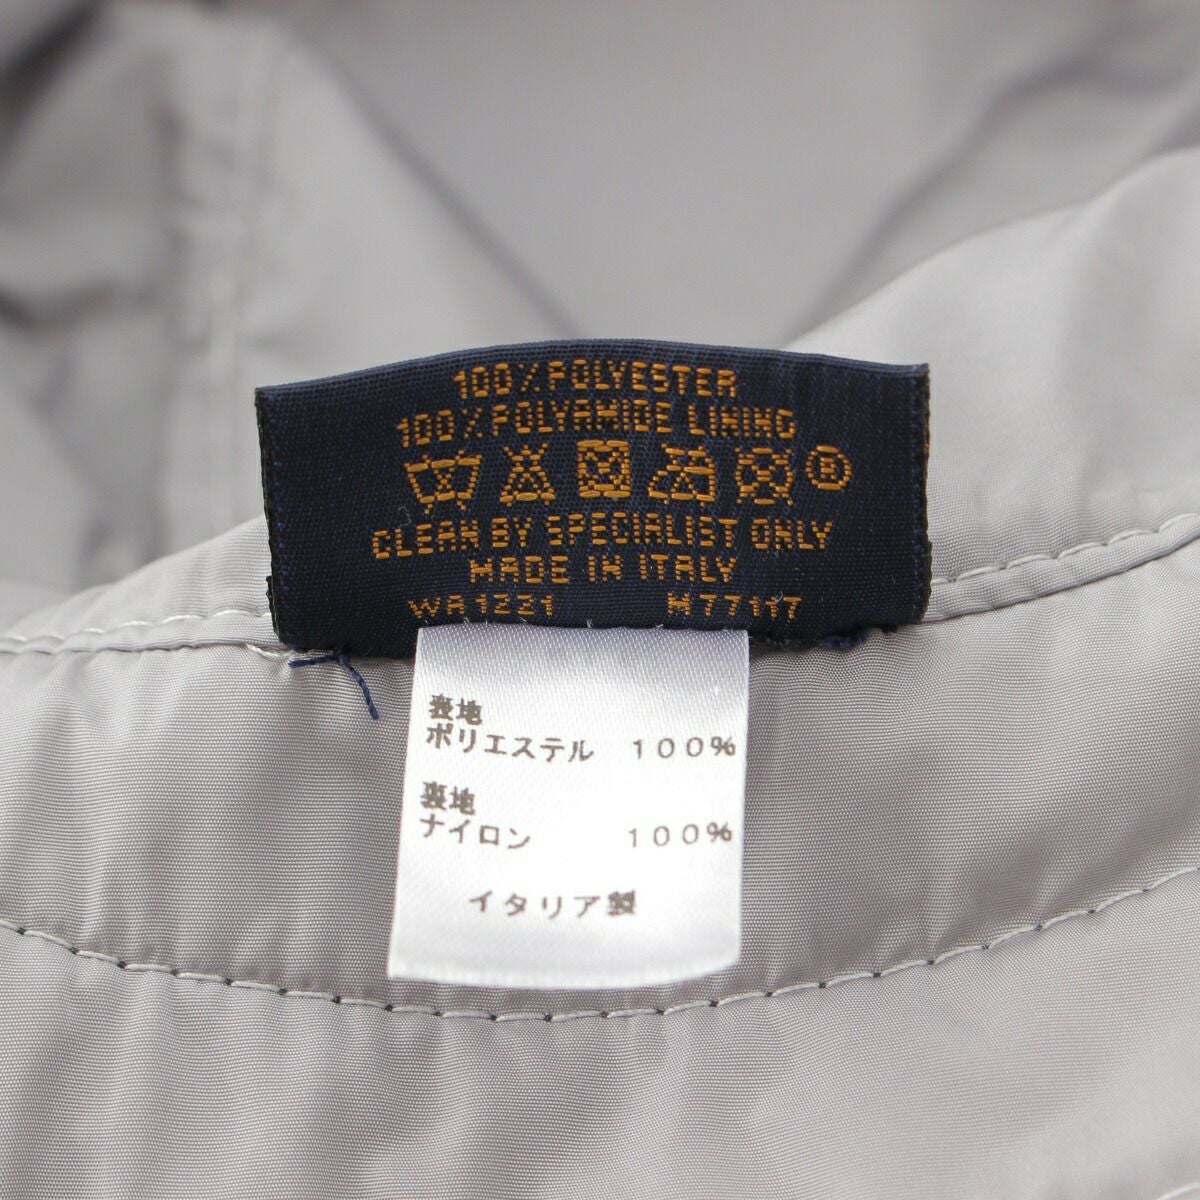 100% POLYESTER
100% POLYAMIDE LINING
CLEAN BY SPECIALIST ONLY
MADE IN ITALY
WA1221 M77117
表地
ポリエステル 100%
裏地
ナイロン 100%
イタリア製